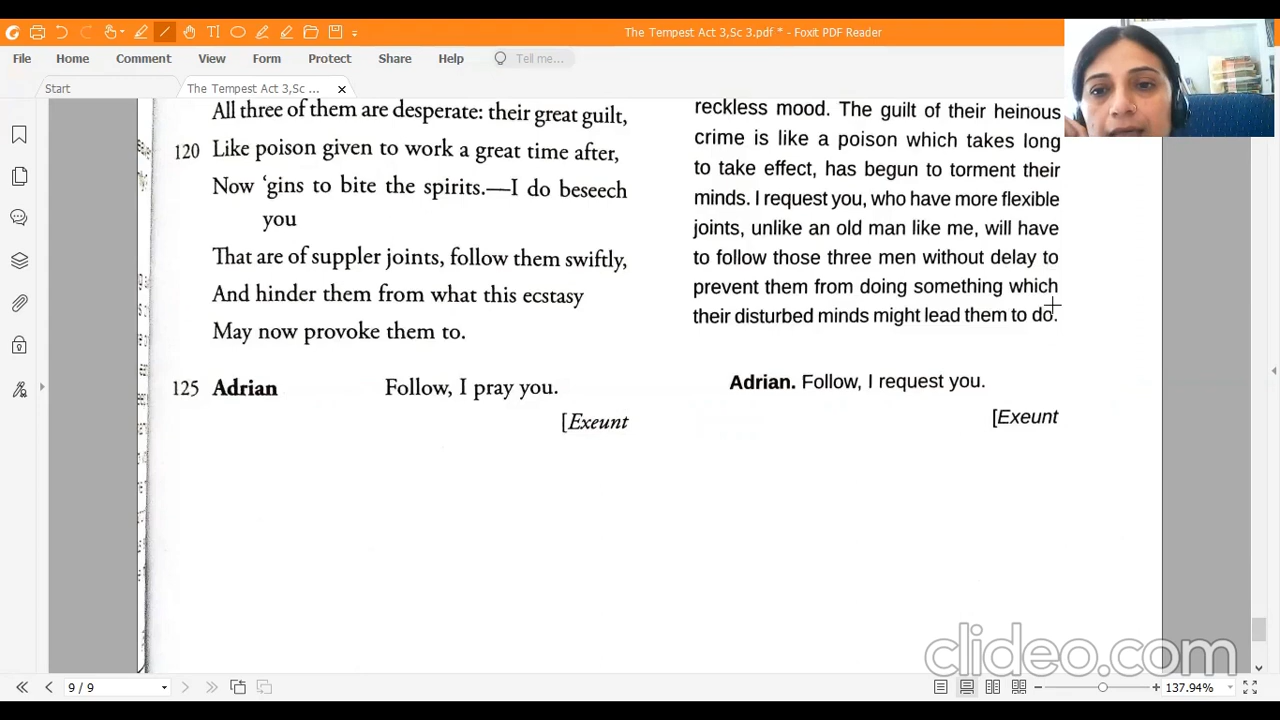 The Tempest Act 3,Sc 3.pdf * - Foxit PDF Reader
File Home Comment View Form Protect Share Help Tell me...
Start The Tempest Act 3,Sc ...
All three of them are desperate: their great guilt,
120 Like poison given to work a great time after,
Now ‘gins to bite the spirits.—I do beseech
you
That are of suppler joints, follow them swiftly,
And hinder them from what this ecstasy
May now provoke them to.
125 Adrian Follow, I pray you.
[Exeunt
reckless mood. The guilt of their heinous
crime is like a poison which takes long
to take effect, has begun to torment their
minds. I request you, who have more flexible
joints, unlike an old man like me, will have
to follow those three men without delay to
prevent them from doing something which
their disturbed minds might lead them to do.
Adrian. Follow, I request you.
[Exeunt
clideo.com
9 / 9 137.94%